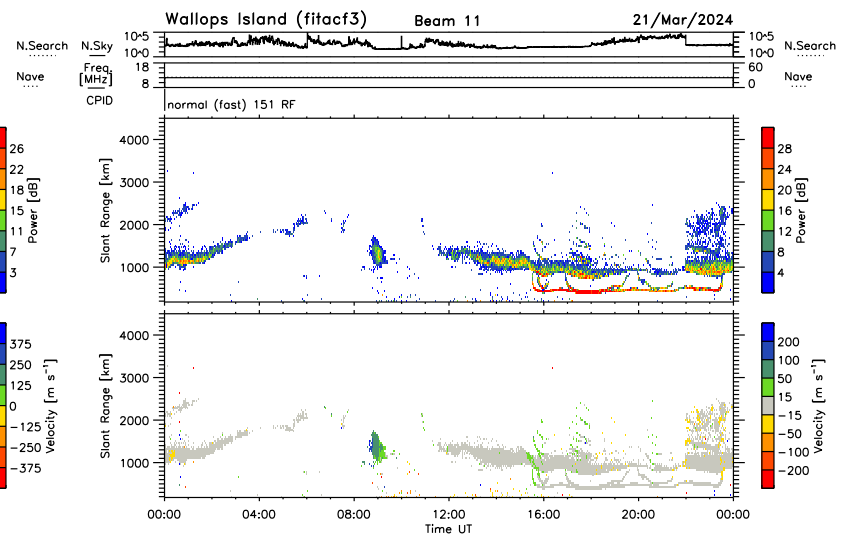 Wallops Island (fitacf3) Beam 11 21/Mar/2024
N.Search N.Sky 10^5 10^0 10^5 10^0 N.Search
Nave Freq. [MHz] 18 8 60 0 Nave
CPID normal (fast) 151 RF
Power [dB] 26 22 18 15 11 7 3
Slant Range [km] 4000 3000 2000 1000
28 24 20 16 12 8 4 Power [dB]
Velocity [m s⁻¹] 375 250 125 0 −125 −250 −375
Slant Range [km] 4000 3000 2000 1000
200 100 50 15 −15 −50 −100 −200 Velocity [m s⁻¹]
00:00 04:00 08:00 12:00 16:00 20:00 00:00
Time UT